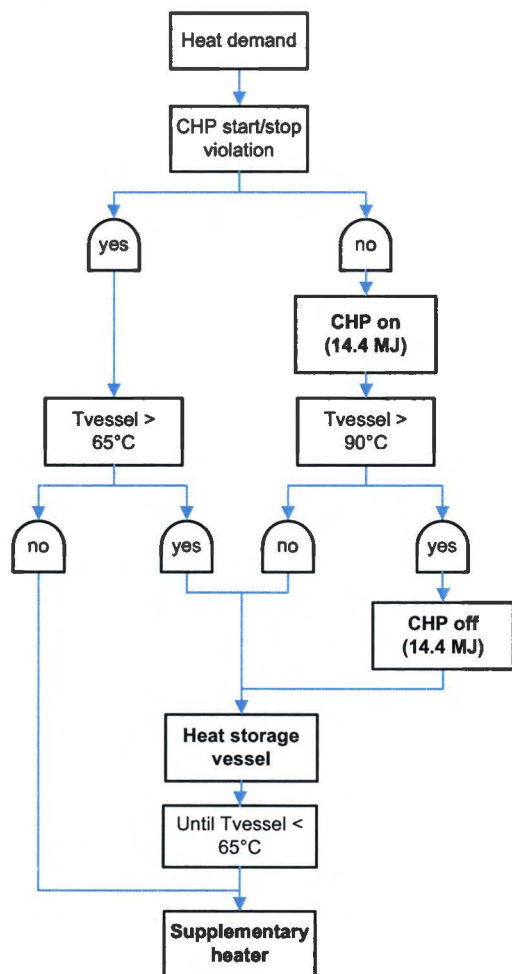 Heat demand
CHP start/stop
violation
yes
no
CHP on
(14.4 MJ)
Tvessel >
65°C
Tvessel >
90°C
no
yes
no
yes
CHP off
(14.4 MJ)
Heat storage
vessel
Until Tvessel <
65°C
Supplementary
heater